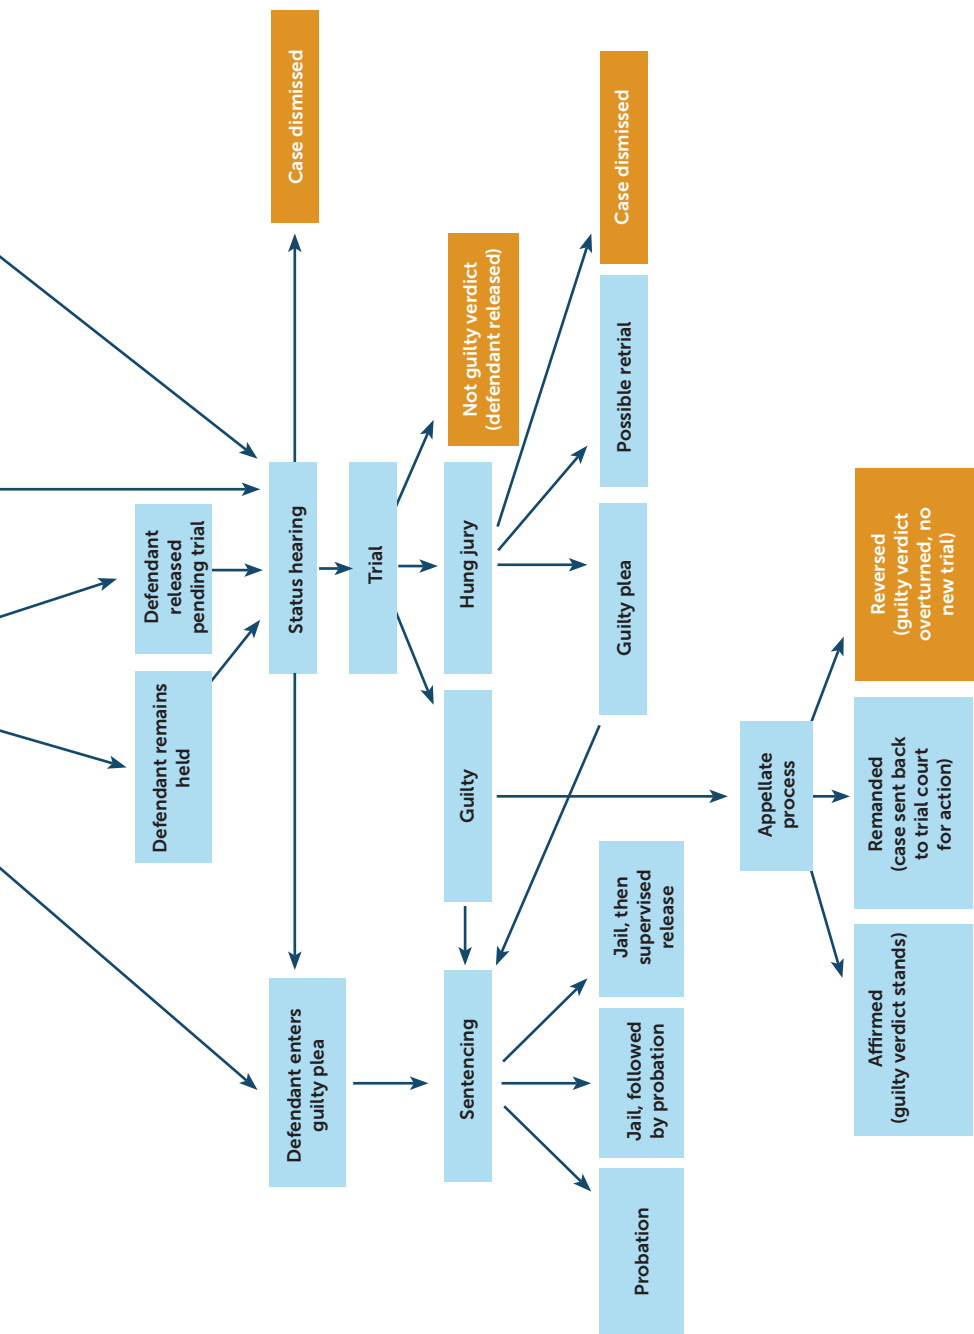 Case dismissed
Defendant
released
pending trial
Defendant remains
held
Status hearing
Defendant enters
guilty plea
Trial
Not guilty verdict
(defendant released)
Hung jury
Guilty
Sentencing
Case dismissed
Possible retrial
Guilty plea
Jail, then
supervised
release
Jail, followed
by probation
Probation
Appellate
process
Reversed
(guilty verdict
overturned, no
new trial)
Remanded
(case sent back
to trial court
for action)
Affirmed
(guilty verdict stands)